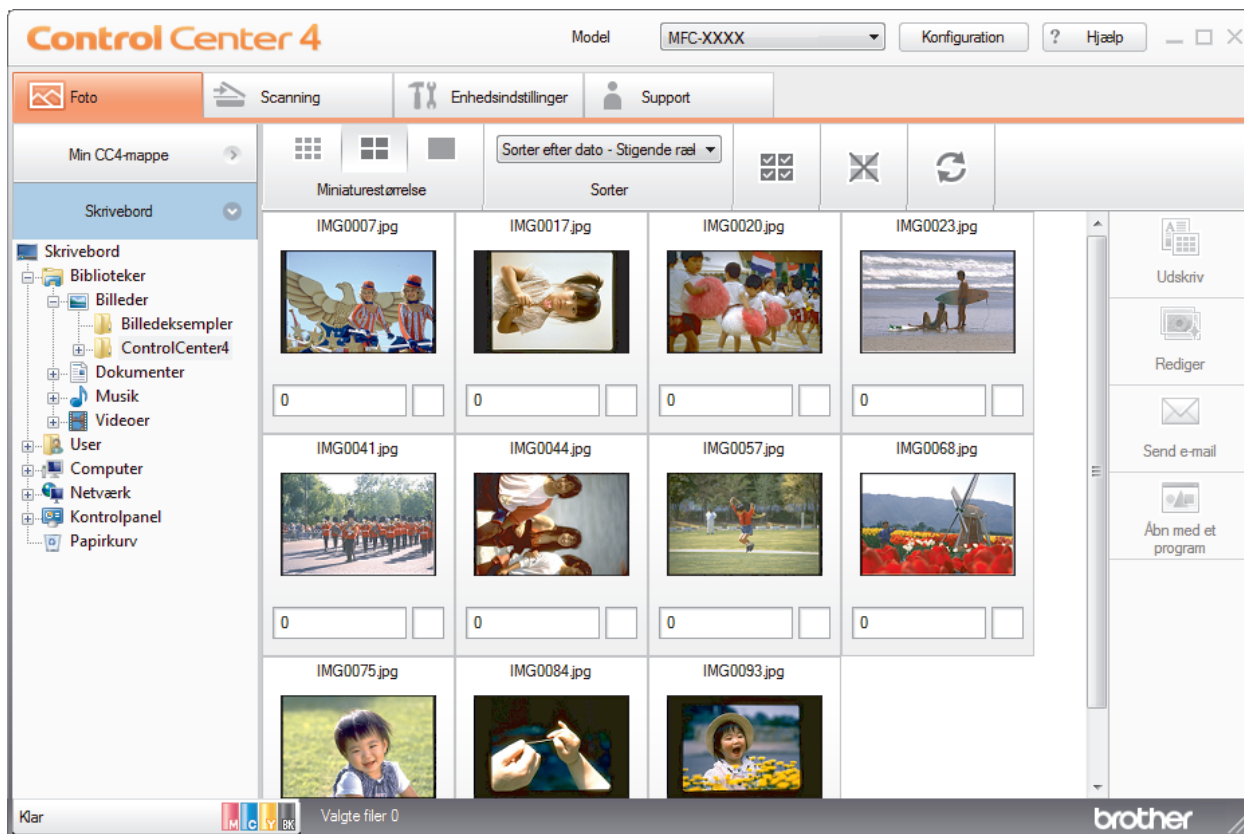 Control Center 4
Model
MFC-XXXX
Konfiguration
? Hjælp
Foto
Scanning
Enhedsindstillinger
Support
Min CC4-mappe
Skrivebord
Miniaturestørrelse
Sorter efter dato - Stigende ræl
Sorter
Skrivebord
Biblioteker
Billeder
Billedeksempler
ControlCenter4
Dokumenter
Musik
Videoer
User
Computer
Netværk
Kontrolpanel
Papirkurv
IMG0007.jpg
IMG0017.jpg
IMG0020.jpg
IMG0023.jpg
0
0
0
0
IMG0041.jpg
IMG0044.jpg
IMG0057.jpg
IMG0068.jpg
0
0
0
0
IMG0075.jpg
IMG0084.jpg
IMG0093.jpg
Udskriv
Rediger
Send e-mail
Åbn med et
program
Klar
M C Y BK
Valgte filer 0
brother